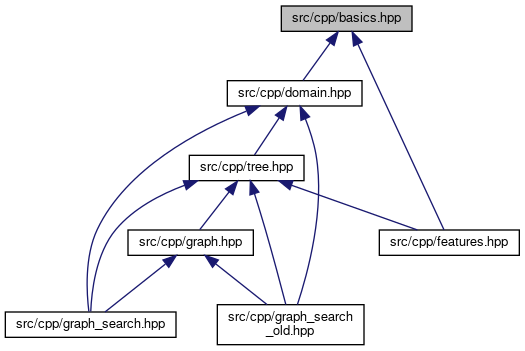 src/cpp/basics.hpp
src/cpp/domain.hpp
src/cpp/tree.hpp
src/cpp/graph.hpp
src/cpp/features.hpp
src/cpp/graph_search.hpp
src/cpp/graph_search
_old.hpp